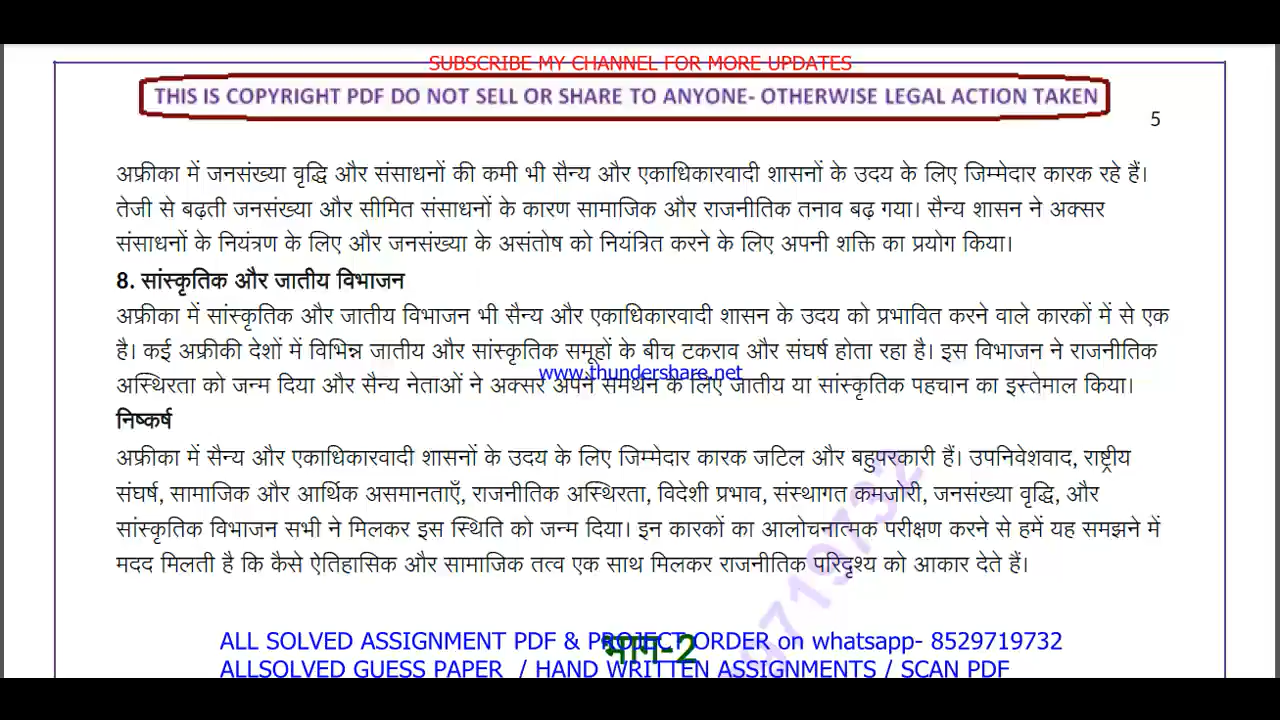 SUBSCRIBE MY CHANNEL FOR MORE UPDATES
THIS IS COPYRIGHT PDF DO NOT SELL OR SHARE TO ANYONE- OTHERWISE LEGAL ACTION TAKEN
5
अफ्रीका में जनसंख्या वृद्धि और संसाधनों की कमी भी सैन्य और एकाधिकारवादी शासनों के उदय के लिए जिम्मेदार कारक रहे हैं।
तेजी से बढ़ती जनसंख्या और सीमित संसाधनों के कारण सामाजिक और राजनीतिक तनाव बढ़ गया। सैन्य शासन ने अक्सर
संसाधनों के नियंत्रण के लिए और जनसंख्या के असंतोष को नियंत्रित करने के लिए अपनी शक्ति का प्रयोग किया।
8. सांस्कृतिक और जातीय विभाजन
अफ्रीका में सांस्कृतिक और जातीय विभाजन भी सैन्य और एकाधिकारवादी शासन के उदय को प्रभावित करने वाले कारकों में से एक
है। कई अफ्रीकी देशों में विभिन्न जातीय और सांस्कृतिक समूहों के बीच टकराव और संघर्ष होता रहा है। इस विभाजन ने राजनीतिक
www.thundershare.net
अस्थिरता को जन्म दिया और सैन्य नेताओं ने अक्सर अपने समर्थन के लिए जातीय या सांस्कृतिक पहचान का इस्तेमाल किया।
निष्कर्ष
अफ्रीका में सैन्य और एकाधिकारवादी शासनों के उदय के लिए जिम्मेदार कारक जटिल और बहुपरकारी हैं। उपनिवेशवाद, राष्ट्रीय
संघर्ष, सामाजिक और आर्थिक असमानताएँ, राजनीतिक अस्थिरता, विदेशी प्रभाव, संस्थागत कमजोरी, जनसंख्या वृद्धि, और
सांस्कृतिक विभाजन सभी ने मिलकर इस स्थिति को जन्म दिया। इन कारकों का आलोचनात्मक परीक्षण करने से हमें यह समझने में
मदद मिलती है कि कैसे ऐतिहासिक और सामाजिक तत्व एक साथ मिलकर राजनीतिक परिदृश्य को आकार देते हैं।
ALL SOLVED ASSIGNMENT PDF & PROJECT ORDER on whatsapp- 8529719732
भाग-2
ALLSOLVED GUESS PAPER / HAND WRITTEN ASSIGNMENTS / SCAN PDF
9719732